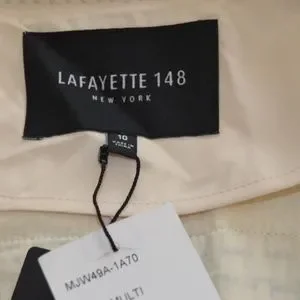 LAFAYETTE 148
NEW YORK
10
MJW49A-1A70
MULTI